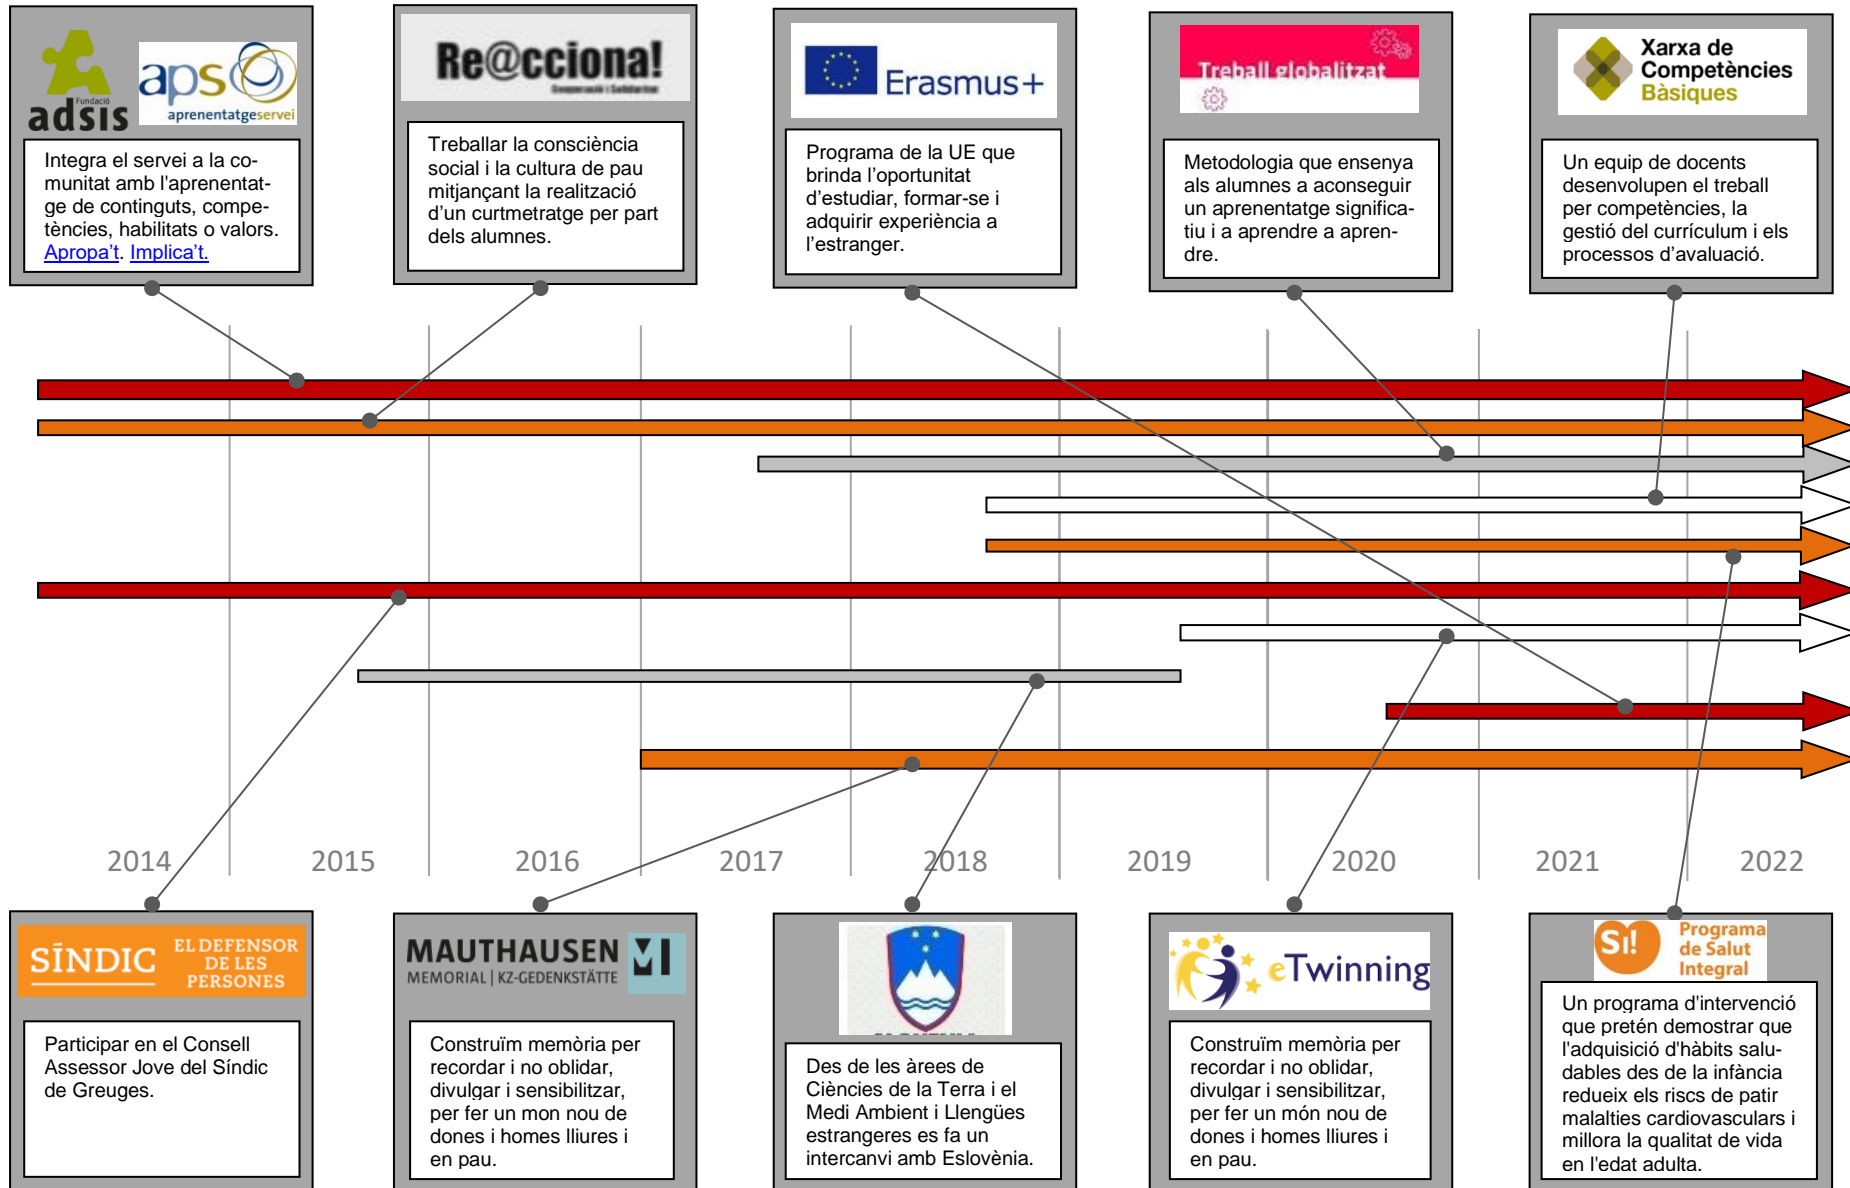 Fundació
adsis
aps
aprenentatgeservei
Integra el servei a la co-
munitat amb l'aprenentat-
ge de continguts, compe-
tències, habilitats o valors.
Apropa't. Implica't.
Re@cciona!
Cooperació i Solidaritat
Treballar la consciència
social i la cultura de pau
mitjançant la realització
d'un curtmetratge per part
dels alumnes.
Erasmus+
Programa de la UE que
brinda l'oportunitat
d'estudiar, formar-se i
adquirir experiència a
l'estranger.
Treball globalitzat
Metodologia que ensenya
als alumnes a aconseguir
un aprenentatge significa-
tiu i a aprendre a apren-
dre.
Xarxa de
Competències
Bàsiques
Un equip de docents
desenvolupen el treball
per competències, la
gestió del currículum i els
processos d'avaluació.
2014 2015 2016 2017 2018 2019 2020 2021 2022
SÍNDIC
EL DEFENSOR
DE LES
PERSONES
Participar en el Consell
Assessor Jove del Síndic
de Greuges.
MAUTHAUSEN
MEMORIAL | KZ-GEDENKSTÄTTE
Construïm memòria per
recordar i no oblidar,
divulgar i sensibilitzar,
per fer un mon nou de
dones i homes lliures i
en pau.
Des de les àrees de
Ciències de la Terra i el
Medi Ambient i Llengües
estrangeres es fa un
intercanvi amb Eslovènia.
eTwinning
Construïm memòria per
recordar i no oblidar,
divulgar i sensibilitzar,
per fer un món nou de
dones i homes lliures i
en pau.
SI!
Programa
de Salut
Integral
Un programa d'intervenció
que pretén demostrar que
l'adquisició d'hàbits salu-
dables des de la infància
redueix els riscs de patir
malalties cardiovasculars i
millora la qualitat de vida
en l'edat adulta.